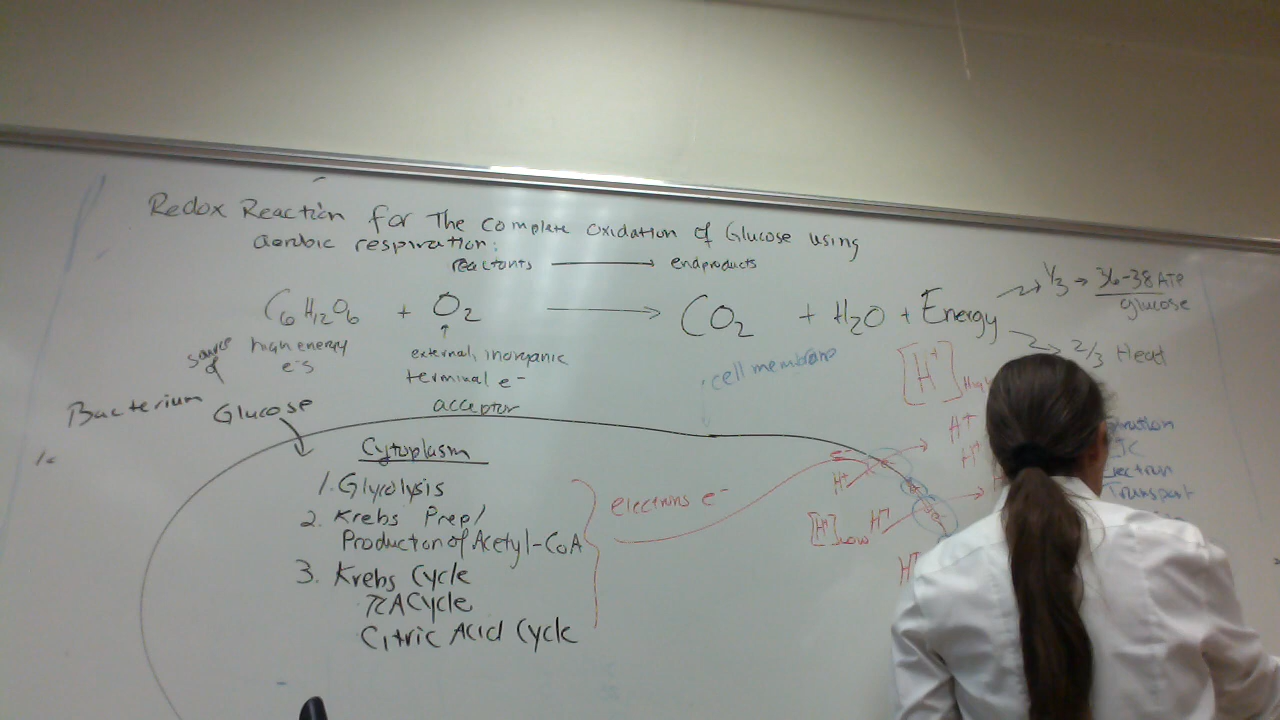 Redox Reaction for The complete oxidation of Glucose using
aerobic respiration:
reactants → endproducts
C6H12O6 + O2 → CO2 + H2O + Energy
1/3 → 36-38 ATP
glucose
2/3 Heat
source of
high energy
e-s
↑
external, inorganic
terminal e-
acceptor
cell membrane
[H+]High
Bacterium
Glucose
Cytoplasm
1. Glycolysis
2. Krebs Prep/
Production of Acetyl-CoA
3. Krebs Cycle
TCA Cycle
Citric Acid Cycle
electrons e-
e-
H+
H+
H+
[H+]Low
H+
H+
Transport